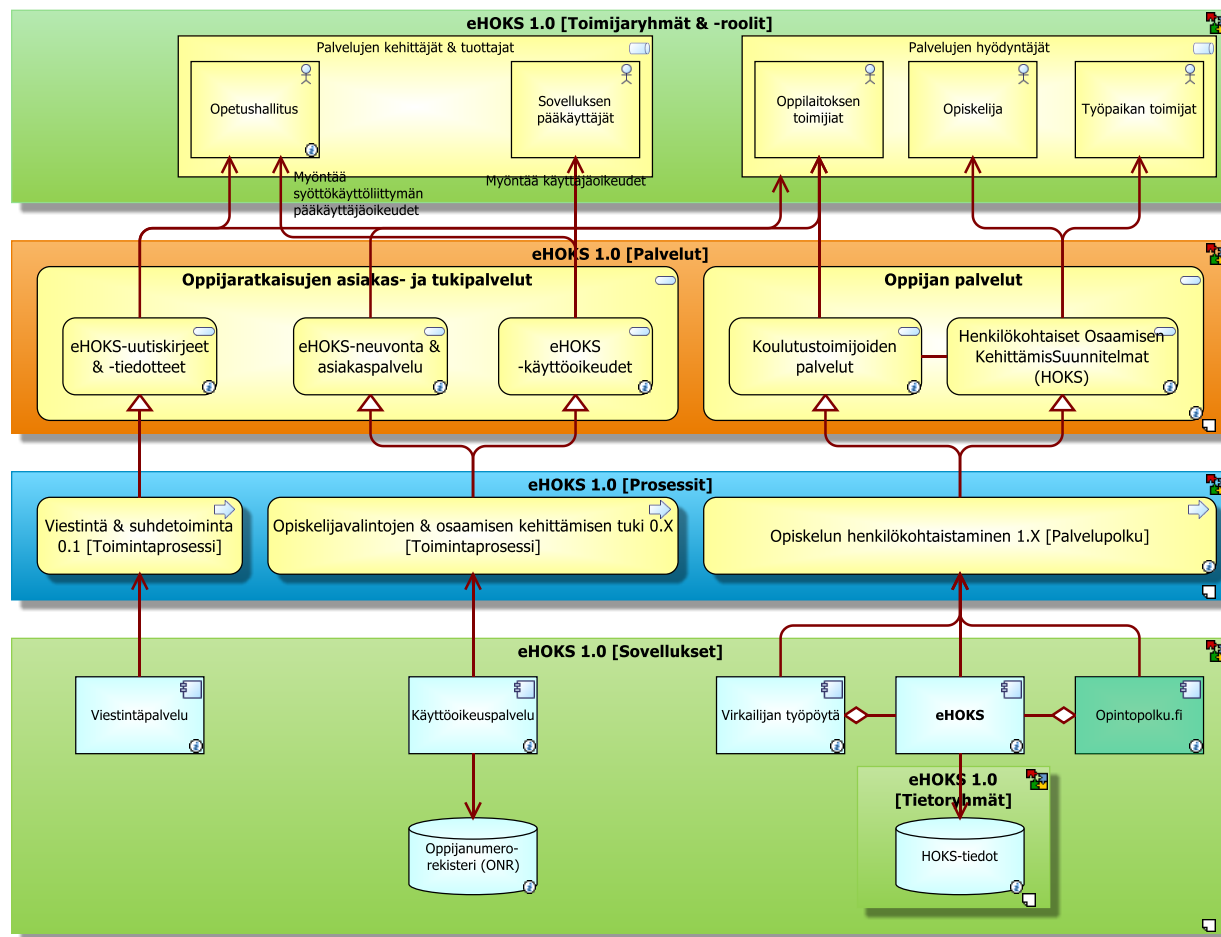 eHOKS 1.0 [Toimijaryhmät & -roolit]
Palvelujen kehittäjät & tuottajat
Palvelujen hyödyntäjät
Opetushallitus
Sovelluksen
pääkäyttäjät
Oppilaitoksen
toimijiat
Opiskelija
Työpaikan toimijat
Myöntää
syöttökäyttöliittymän
pääkäyttäjäoikeudet
Myöntää käyttäjäoikeudet
eHOKS 1.0 [Palvelut]
Oppijaratkaisujen asiakas- ja tukipalvelut
Oppijan palvelut
eHOKS-uutiskirjeet
& -tiedotteet
eHOKS-neuvonta &
asiakaspalvelu
eHOKS
-käyttöoikeudet
Koulutustoimijoiden
palvelut
Henkilökohtaiset Osaamisen
KehittämisSuunnitelmat
(HOKS)
eHOKS 1.0 [Prosessit]
Viestintä & suhdetoiminta
0.1 [Toimintaprosessi]
Opiskelijavalintojen & osaamisen kehittämisen tuki 0.X
[Toimintaprosessi]
Opiskelun henkilökohtaistaminen 1.X [Palvelupolku]
eHOKS 1.0 [Sovellukset]
Viestintäpalvelu
Käyttöoikeuspalvelu
Virkailijan työpöytä
eHOKS
Opintopolku.fi
eHOKS 1.0
[Tietoryhmät]
Oppijanumero-
rekisteri (ONR)
HOKS-tiedot